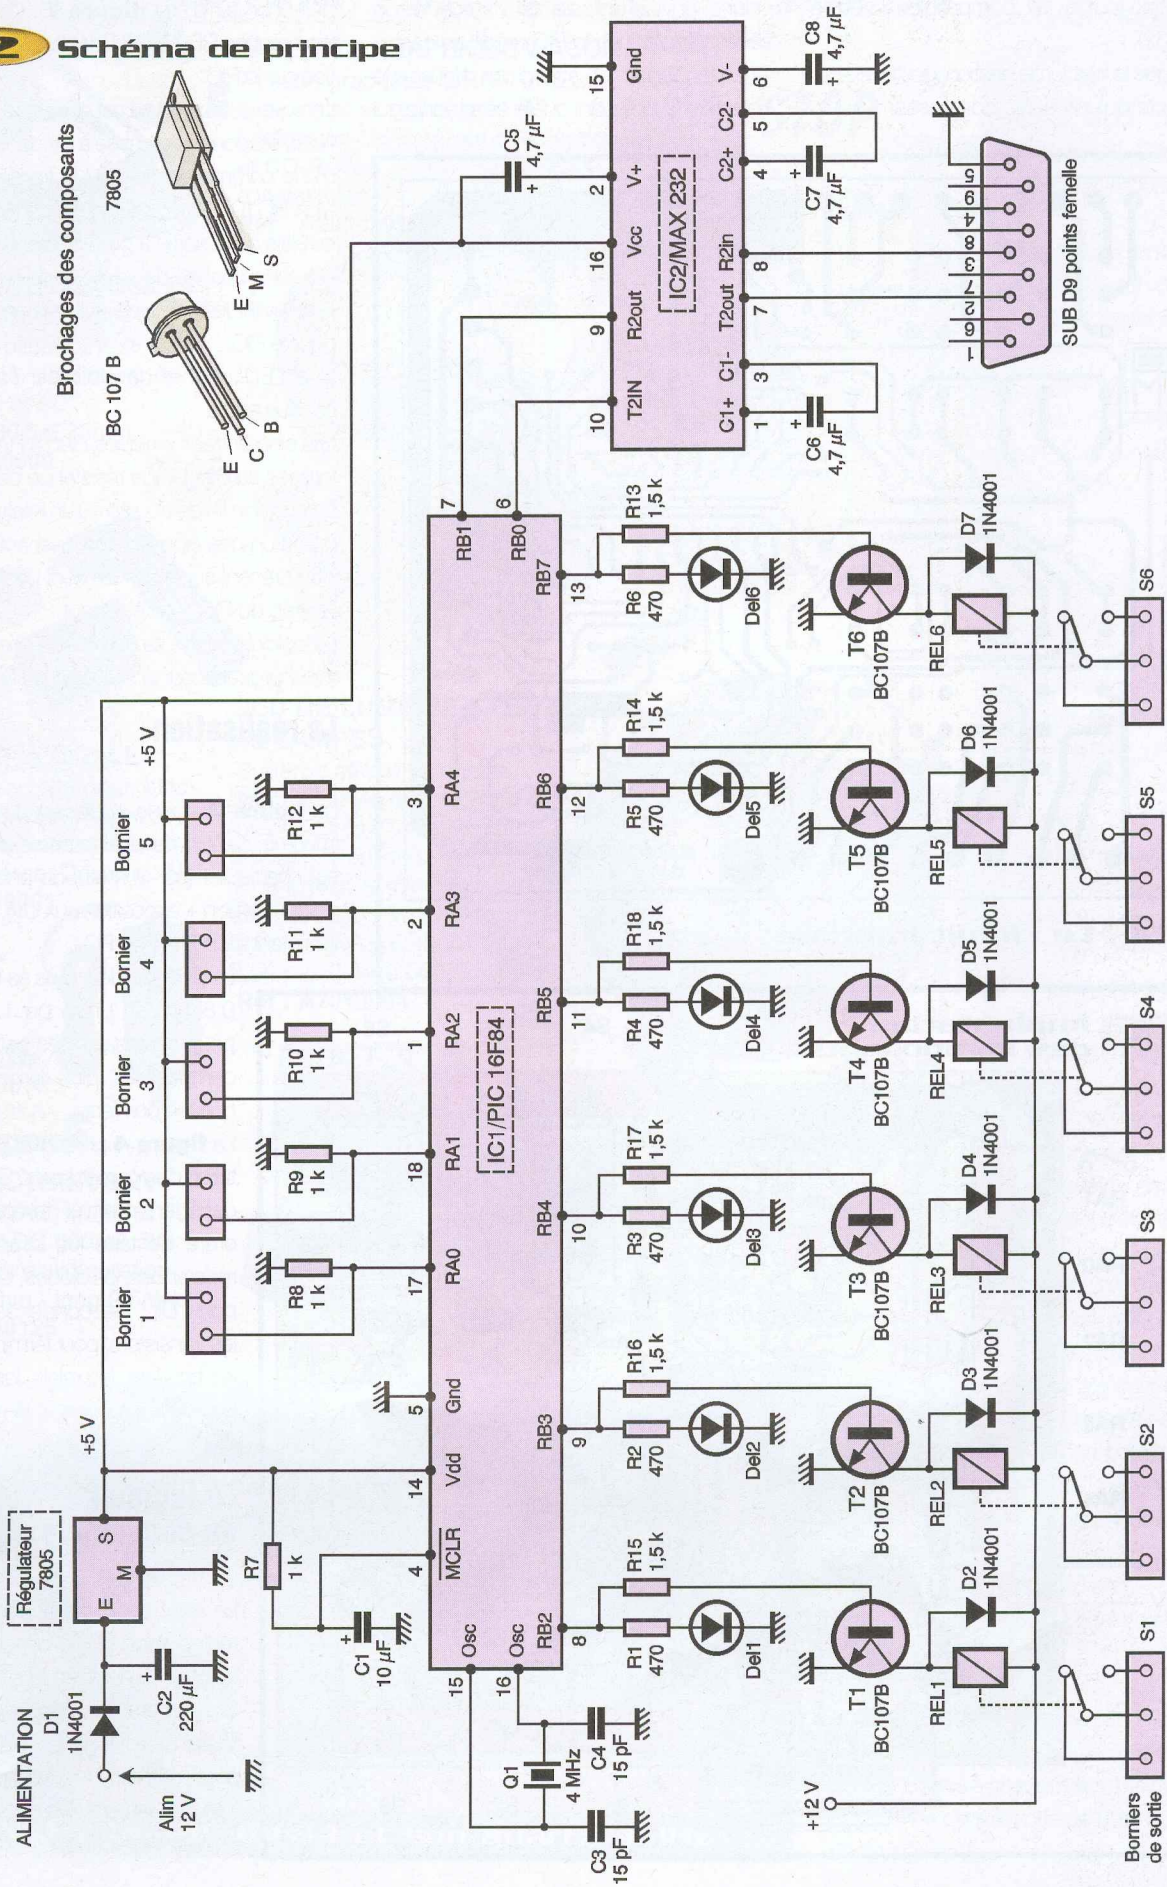 2 Schéma de principe
Brochages des composants
BC 107 B
7805
E
C
B
E
M
S
ALIMENTATION
D1
1N4001
Alim
12 V
C2
220 µF
+
Régulateur
7805
E
S
M
+5 V
R7
1 k
C1
10 µF
+
Bornier
1
Bornier
2
Bornier
3
Bornier
4
Bornier
5
+5 V
R8
1 k
R9
1 k
R10
1 k
R11
1 k
R12
1 k
4
14
5
17
18
1
2
3
MCLR
Vdd
Gnd
RA0
RA1
RA2
RA3
RA4
IC1/PIC 16F84
15
Osc
16
Osc
RB1
7
RB0
6
RB2
RB3
RB4
RB5
RB6
RB7
8
9
10
11
12
13
Q1
4 MHz
C3
15 pF
C4
15 pF
R1
470
R15
1,5 k
R2
470
R16
1,5 k
R3
470
R17
1,5 k
R4
470
R18
1,5 k
R5
470
R14
1,5 k
R6
470
R13
1,5 k
Del1
Del2
Del3
Del4
Del5
Del6
T1
BC107B
T2
BC107B
T3
BC107B
T4
BC107B
T5
BC107B
T6
BC107B
+12 V
REL1
D2
1N4001
REL2
D3
1N4001
REL3
D4
1N4001
REL4
D5
1N4001
REL5
D6
1N4001
REL6
D7
1N4001
Borniers
de sortie
S1
S2
S3
S4
S5
S6
C5
4,7 µF
+
10
9
16
2
15
T2IN
R2out
Vcc
V+
Gnd
IC2/MAX 232
C1+
C1-
T2out
R2in
C2+
C2-
V-
1
3
7
8
4
5
6
C6
4,7 µF
+
C7
4,7 µF
+
C8
4,7 µF
+
1
6
2
7
3
8
4
9
5
SUB D9 points femelle